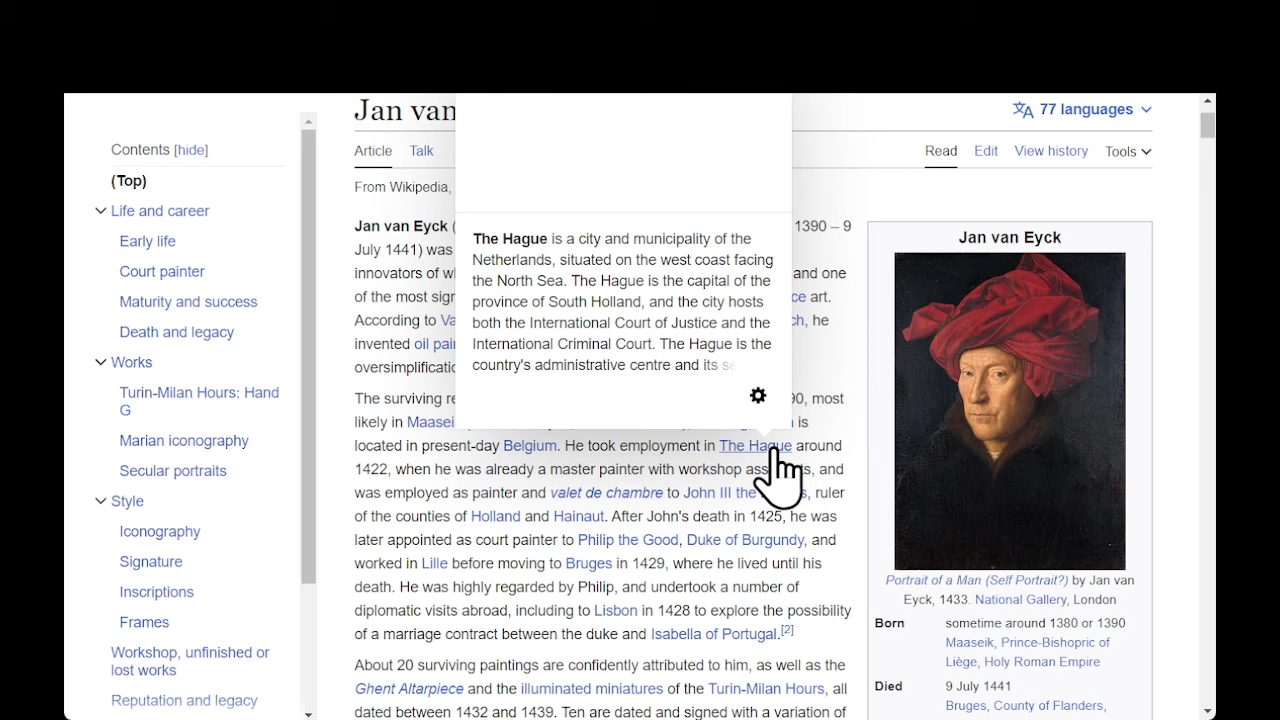 Jan van
77 languages
Contents [hide]
(Top)
Life and career
Early life
Court painter
Maturity and success
Death and legacy
Works
Turin-Milan Hours: Hand
G
Marian iconography
Secular portraits
Style
Iconography
Signature
Inscriptions
Frames
Workshop, unfinished or
lost works
Reputation and legacy
Article Talk
Read Edit View history Tools
From Wikipedia,
The Hague is a city and municipality of the
Netherlands, situated on the west coast facing
the North Sea. The Hague is the capital of the
province of South Holland, and the city hosts
both the International Court of Justice and the
International Criminal Court. The Hague is the
country's administrative centre and its
Jan van Eyck ( 1390 – 9
July 1441) was
innovators of and one
of the most art.
According to he
invented oil
The surviving most
likely in is
located in present-day Belgium. He took employment in The Hague around
1422, when he was already a master painter with workshop and
was employed as painter and valet de chambre to John III the ruler
of the counties of Holland and Hainaut. After John's death in 1425, he was
later appointed as court painter to Philip the Good, Duke of Burgundy, and
worked in Lille before moving to Bruges in 1429, where he lived until his
death. He was highly regarded by Philip, and undertook a number of
diplomatic visits abroad, including to Lisbon in 1428 to explore the possibility
of a marriage contract between the duke and Isabella of Portugal.[2]
About 20 surviving paintings are confidently attributed to him, as well as the
Ghent Altarpiece and the illuminated miniatures of the Turin-Milan Hours, all
dated between 1432 and 1439. Ten are dated and signed with a variation of
Jan van Eyck
Portrait of a Man (Self Portrait?) by Jan van
Eyck, 1433. National Gallery, London
Born sometime around 1380 or 1390
Maaseik, Prince-Bishopric of
Liège, Holy Roman Empire
Died 9 July 1441
Bruges, County of Flanders,